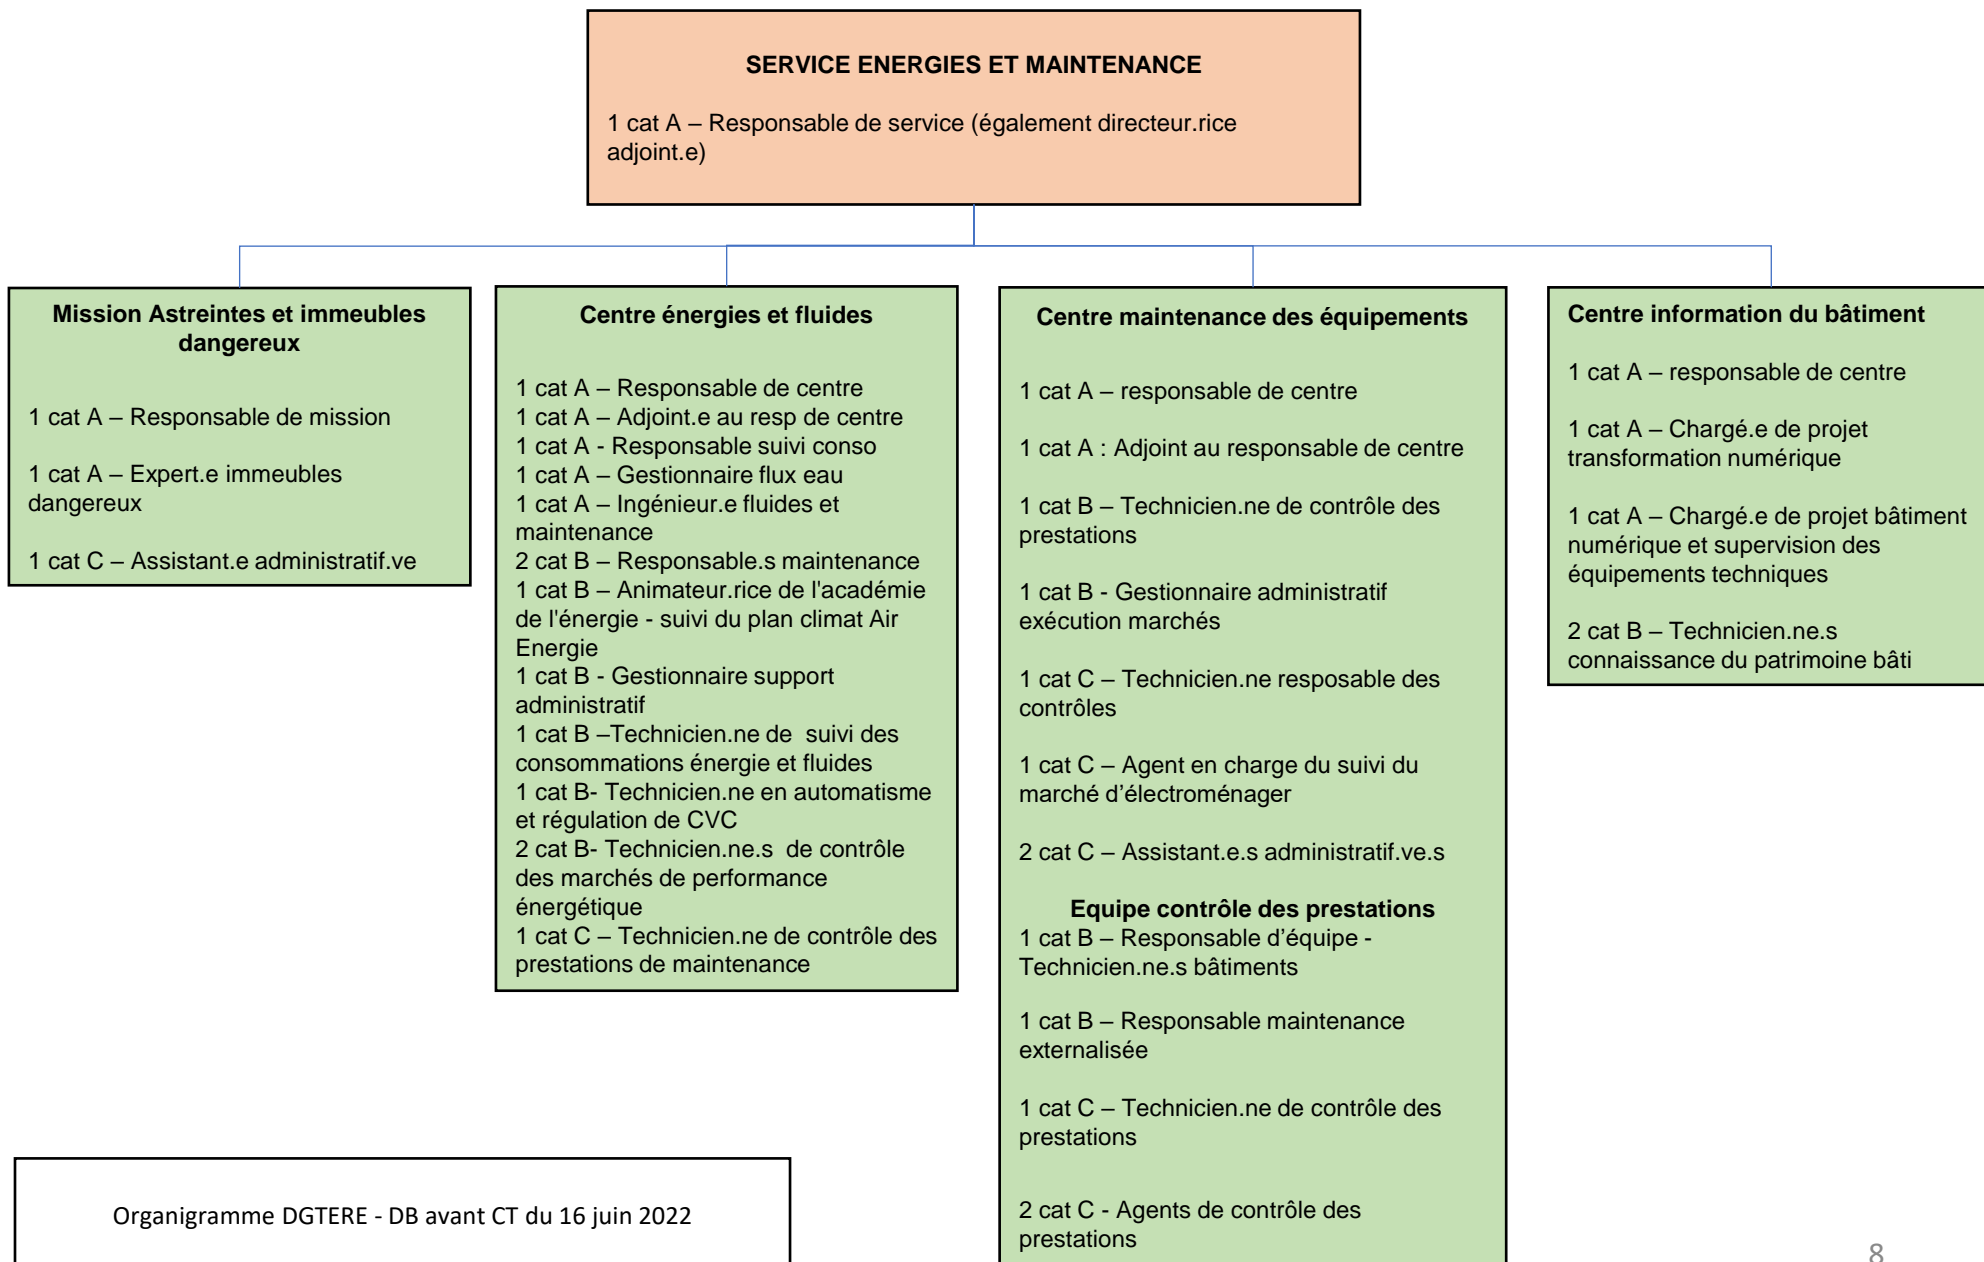 SERVICE ENERGIES ET MAINTENANCE
1 cat A – Responsable de service (également directeur.rice
adjoint.e)
Mission Astreintes et immeubles
dangereux
1 cat A – Responsable de mission
1 cat A – Expert.e immeubles
dangereux
1 cat C – Assistant.e administratif.ve
Centre énergies et fluides
1 cat A – Responsable de centre
1 cat A – Adjoint.e au resp de centre
1 cat A - Responsable suivi conso
1 cat A – Gestionnaire flux eau
1 cat A – Ingénieur.e fluides et
maintenance
2 cat B – Responsable.s maintenance
1 cat B – Animateur.rice de l'académie
de l'énergie - suivi du plan climat Air
Energie
1 cat B - Gestionnaire support
administratif
1 cat B –Technicien.ne de  suivi des
consommations énergie et fluides
1 cat B- Technicien.ne en automatisme
et régulation de CVC
2 cat B- Technicien.ne.s  de contrôle
des marchés de performance
énergétique
1 cat C – Technicien.ne de contrôle des
prestations de maintenance
Centre maintenance des équipements
1 cat A – responsable de centre
1 cat A : Adjoint au responsable de centre
1 cat B – Technicien.ne de contrôle des
prestations
1 cat B - Gestionnaire administratif
exécution marchés
1 cat C – Technicien.ne resposable des
contrôles
1 cat C – Agent en charge du suivi du
marché d’électroménager
2 cat C – Assistant.e.s administratif.ve.s
Equipe contrôle des prestations
1 cat B – Responsable d’équipe -
Technicien.ne.s bâtiments
1 cat B – Responsable maintenance
externalisée
1 cat C – Technicien.ne de contrôle des
prestations
2 cat C - Agents de contrôle des
prestations
Centre information du bâtiment
1 cat A – responsable de centre
1 cat A – Chargé.e de projet
transformation numérique
1 cat A – Chargé.e de projet bâtiment
numérique et supervision des
équipements techniques
2 cat B – Technicien.ne.s
connaissance du patrimoine bâti
Organigramme DGTERE - DB avant CT du 16 juin 2022
8